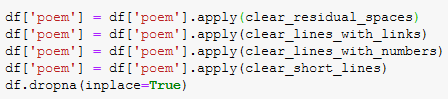 df['poem'] = df['poem'].apply(clear_residual_spaces)
df['poem'] = df['poem'].apply(clear_lines_with_links)
df['poem'] = df['poem'].apply(clear_lines_with_numbers)
df['poem'] = df['poem'].apply(clear_short_lines)
df.dropna(inplace=True)